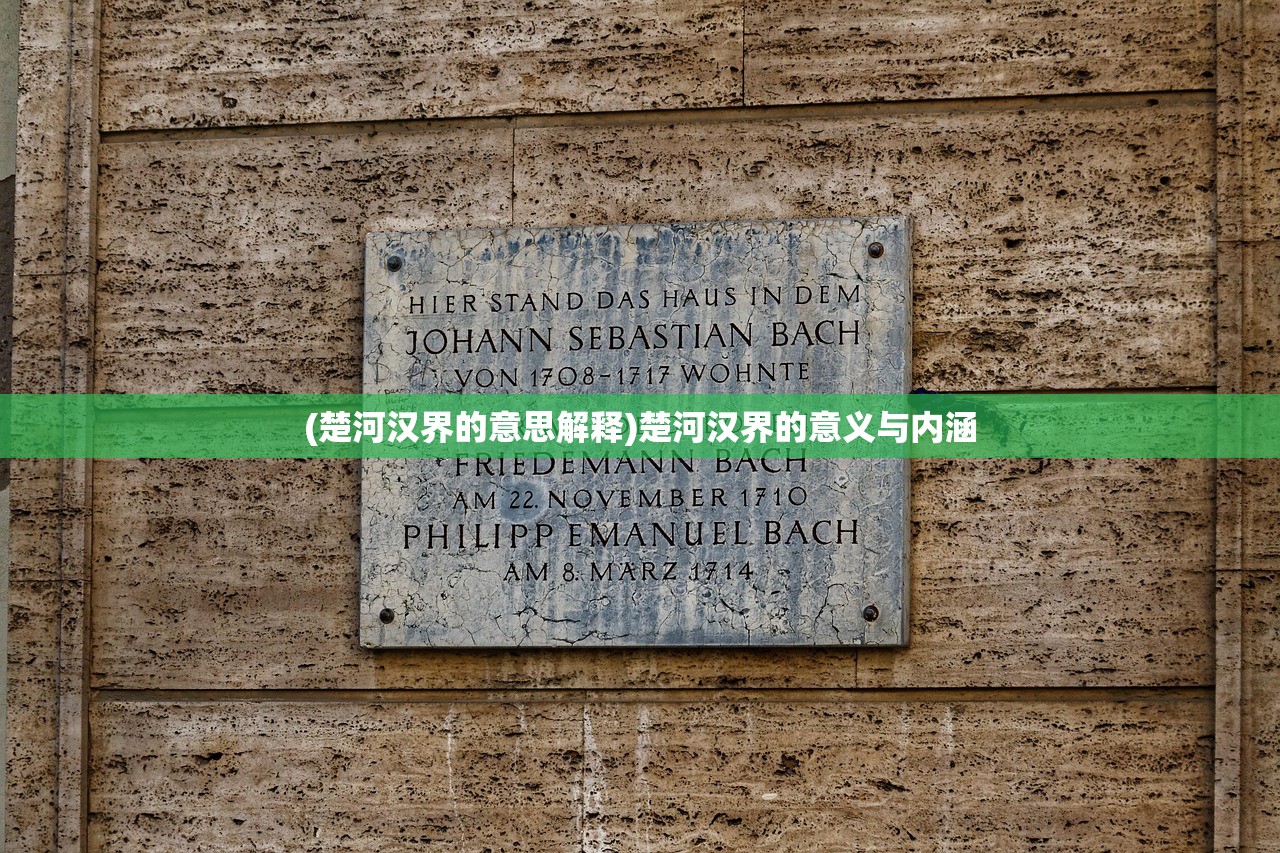 HIER STAND DAS HAUS IN DEM
JOHANN SEBASTIAN BACH
VON 1708-1717 WOHNTE
(楚河汉界的意思解释)楚河汉界的意义与内涵
FRIEDEMANN BACH
AM 22. NOVEMBER 1710
PHILIPP EMANUEL BACH
AM 8. MÄRZ 1714